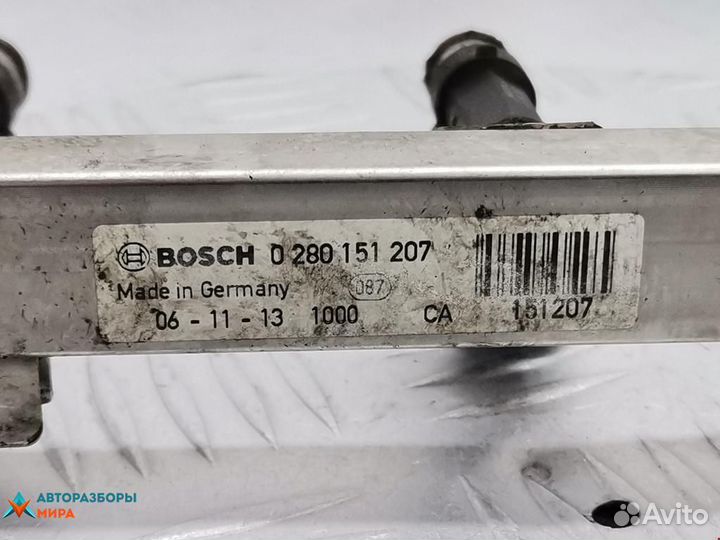 BOSCH 0 280 151 207
Made in Germany 087
06 - 11 - 13 1000 CA 151207
АВТОРАЗБОРЫ
МИРА
Avito